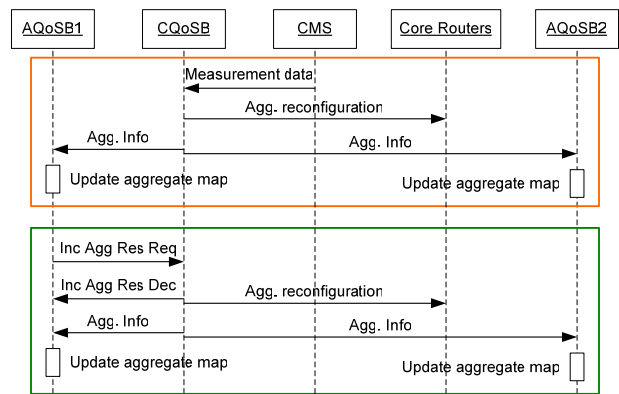 AQoSB1 CQoSB CMS Core Routers AQoSB2
Measurement data
Agg. reconfiguration
Agg. Info Agg. Info
Update aggregate map Update aggregate map
Inc Agg Res Req
Inc Agg Res Dec Agg. reconfiguration
Agg. Info Agg. Info
Update aggregate map Update aggregate map